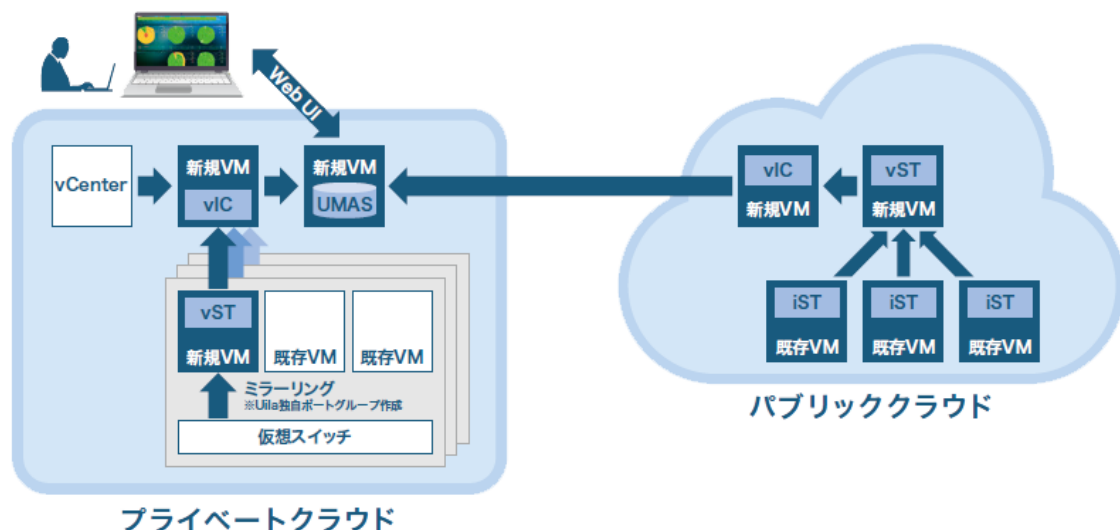 Web UI
vCenter
新規VM
vIC
新規VM
UMAS
vST
新規VM
既存VM
既存VM
ミラーリング
※Uila独自ポートグループ作成
仮想スイッチ
プライベートクラウド
vIC
新規VM
vST
新規VM
iST
既存VM
iST
既存VM
iST
既存VM
パブリッククラウド